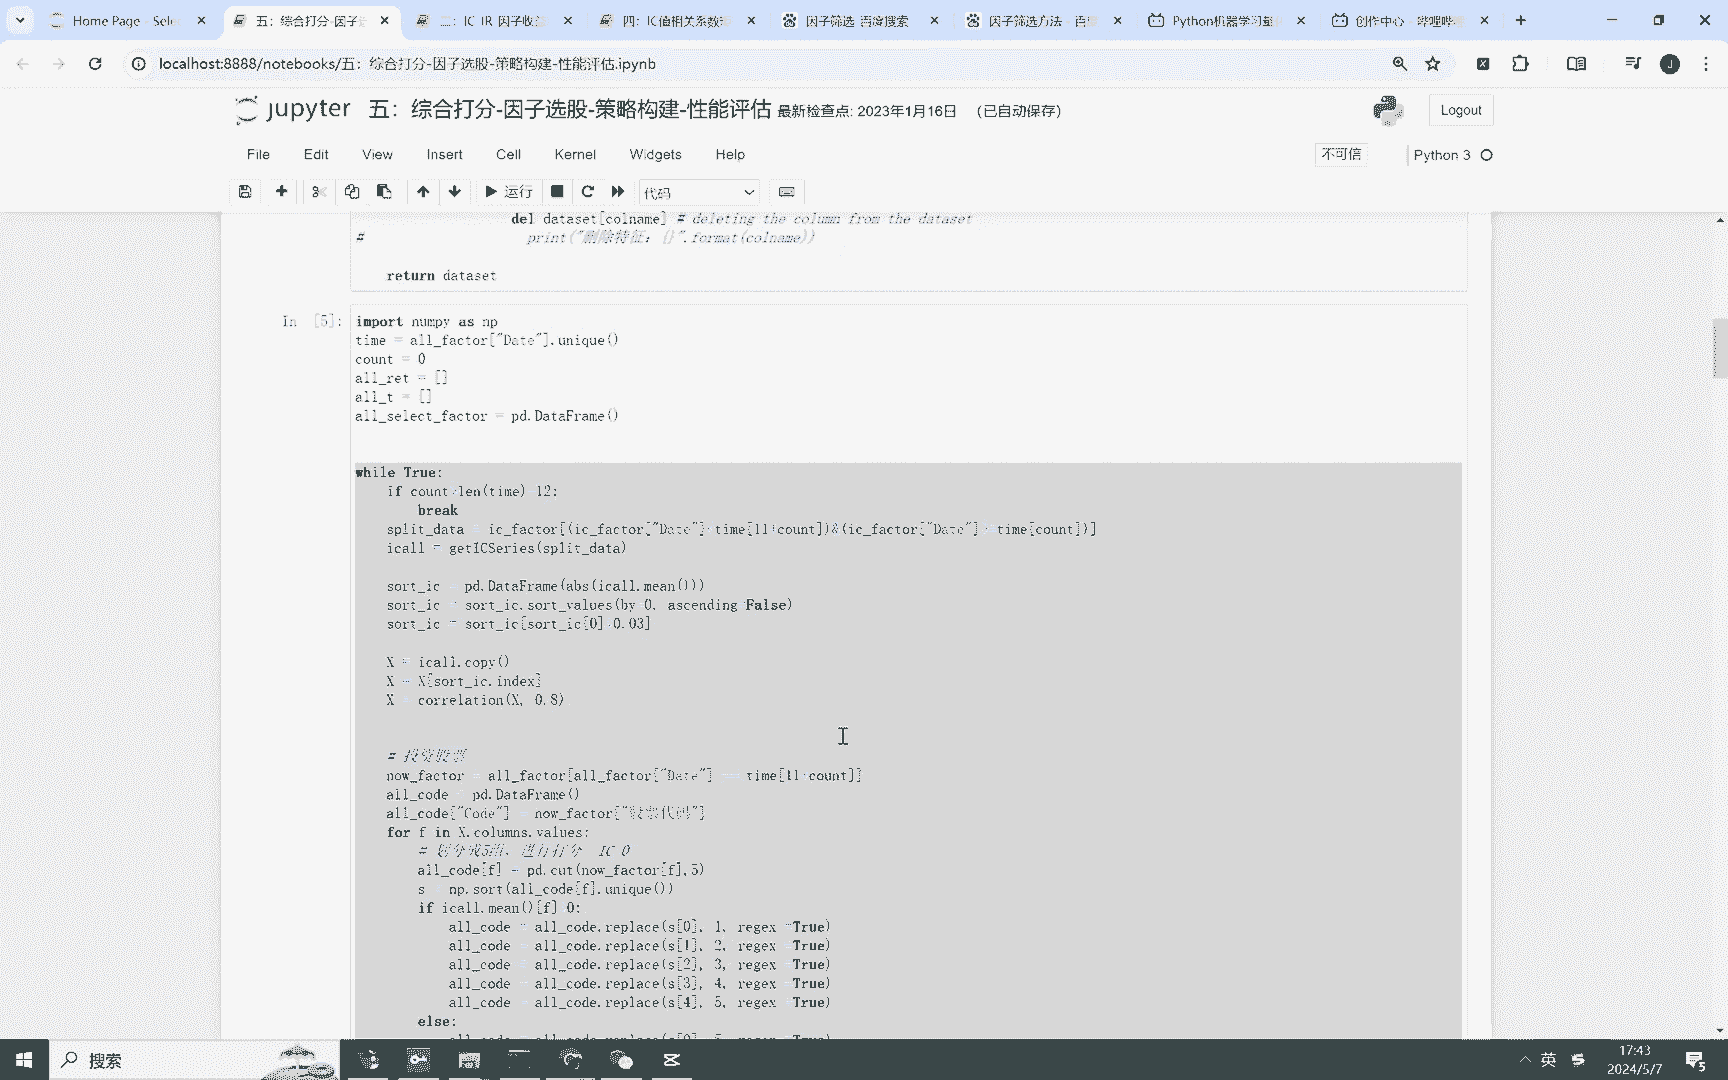 Home Page - Sele
五：综合打分-因子选
二：IC_IR_因子收益
四：IC值相关系数
因子筛选_百度搜索
因子筛选方法 - 百
Python机器学习量
创作中心 - 哔哩哔
localhost:8888/notebooks/五：综合打分-因子选股-策略构建-性能评估.ipynb
J
jupyter 五：综合打分-因子选股-策略构建-性能评估 最新检查点: 2023年1月16日 （已自动保存）
Logout
File Edit View Insert Cell Kernel Widgets Help
不可信
Python 3
运行
代码
del dataset[colname] # deleting the column from the dataset
# print("删除特征：{}".format(colname))
return dataset
In [5]:
import numpy as np
time = all_factor["Date"].unique()
count = 0
all_ret = []
all_t = []
all_select_factor = pd.DataFrame()
while True:
if count len(time) 12:
break
split_data = ic_factor[(ic_factor["Date"] time[11+count])&(ic_factor["Date"] time[count])]
icall = getICSeries(split_data)
sort_ic = pd.DataFrame(abs(icall.mean()))
sort_ic = sort_ic.sort_values(by=0, ascending=False)
sort_ic = sort_ic[sort_ic[0] 0.03]
X = icall.copy()
X = X[sort_ic.index]
X = correlation(X, 0.8)
now_factor = all_factor[all_factor["Date"] == time[11+count]]
all_code = pd.DataFrame()
all_code["Code"] = now_factor["代码"]
for f in X.columns.values:
# 划分成5组，进行打分 IC 0
all_code[f] = pd.cut(now_factor[f],5)
s = np.sort(all_code[f].unique())
if icall.mean()[f] 0:
all_code = all_code.replace(s[0], 1, regex =True)
all_code = all_code.replace(s[1], 2, regex =True)
all_code = all_code.replace(s[2], 3, regex =True)
all_code = all_code.replace(s[3], 4, regex =True)
all_code = all_code.replace(s[4], 5, regex =True)
else:
搜索
英
17:43
2024/5/7
5